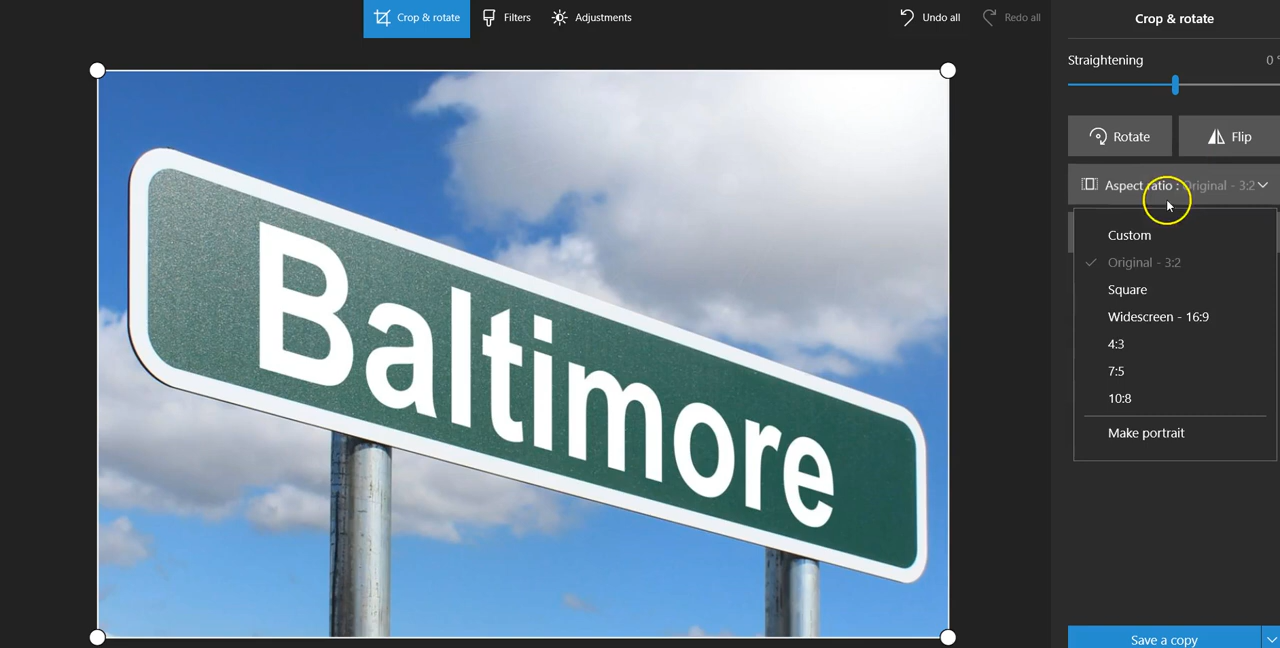 Crop & rotate Filters Adjustments Undo all Redo all Crop & rotate
Straightening 0°
Rotate Flip
Aspect ratio : Original - 3:2
Custom
Original - 3:2
Square
Widescreen - 16:9
4:3
7:5
10:8
Make portrait
Baltimore
Save a copy